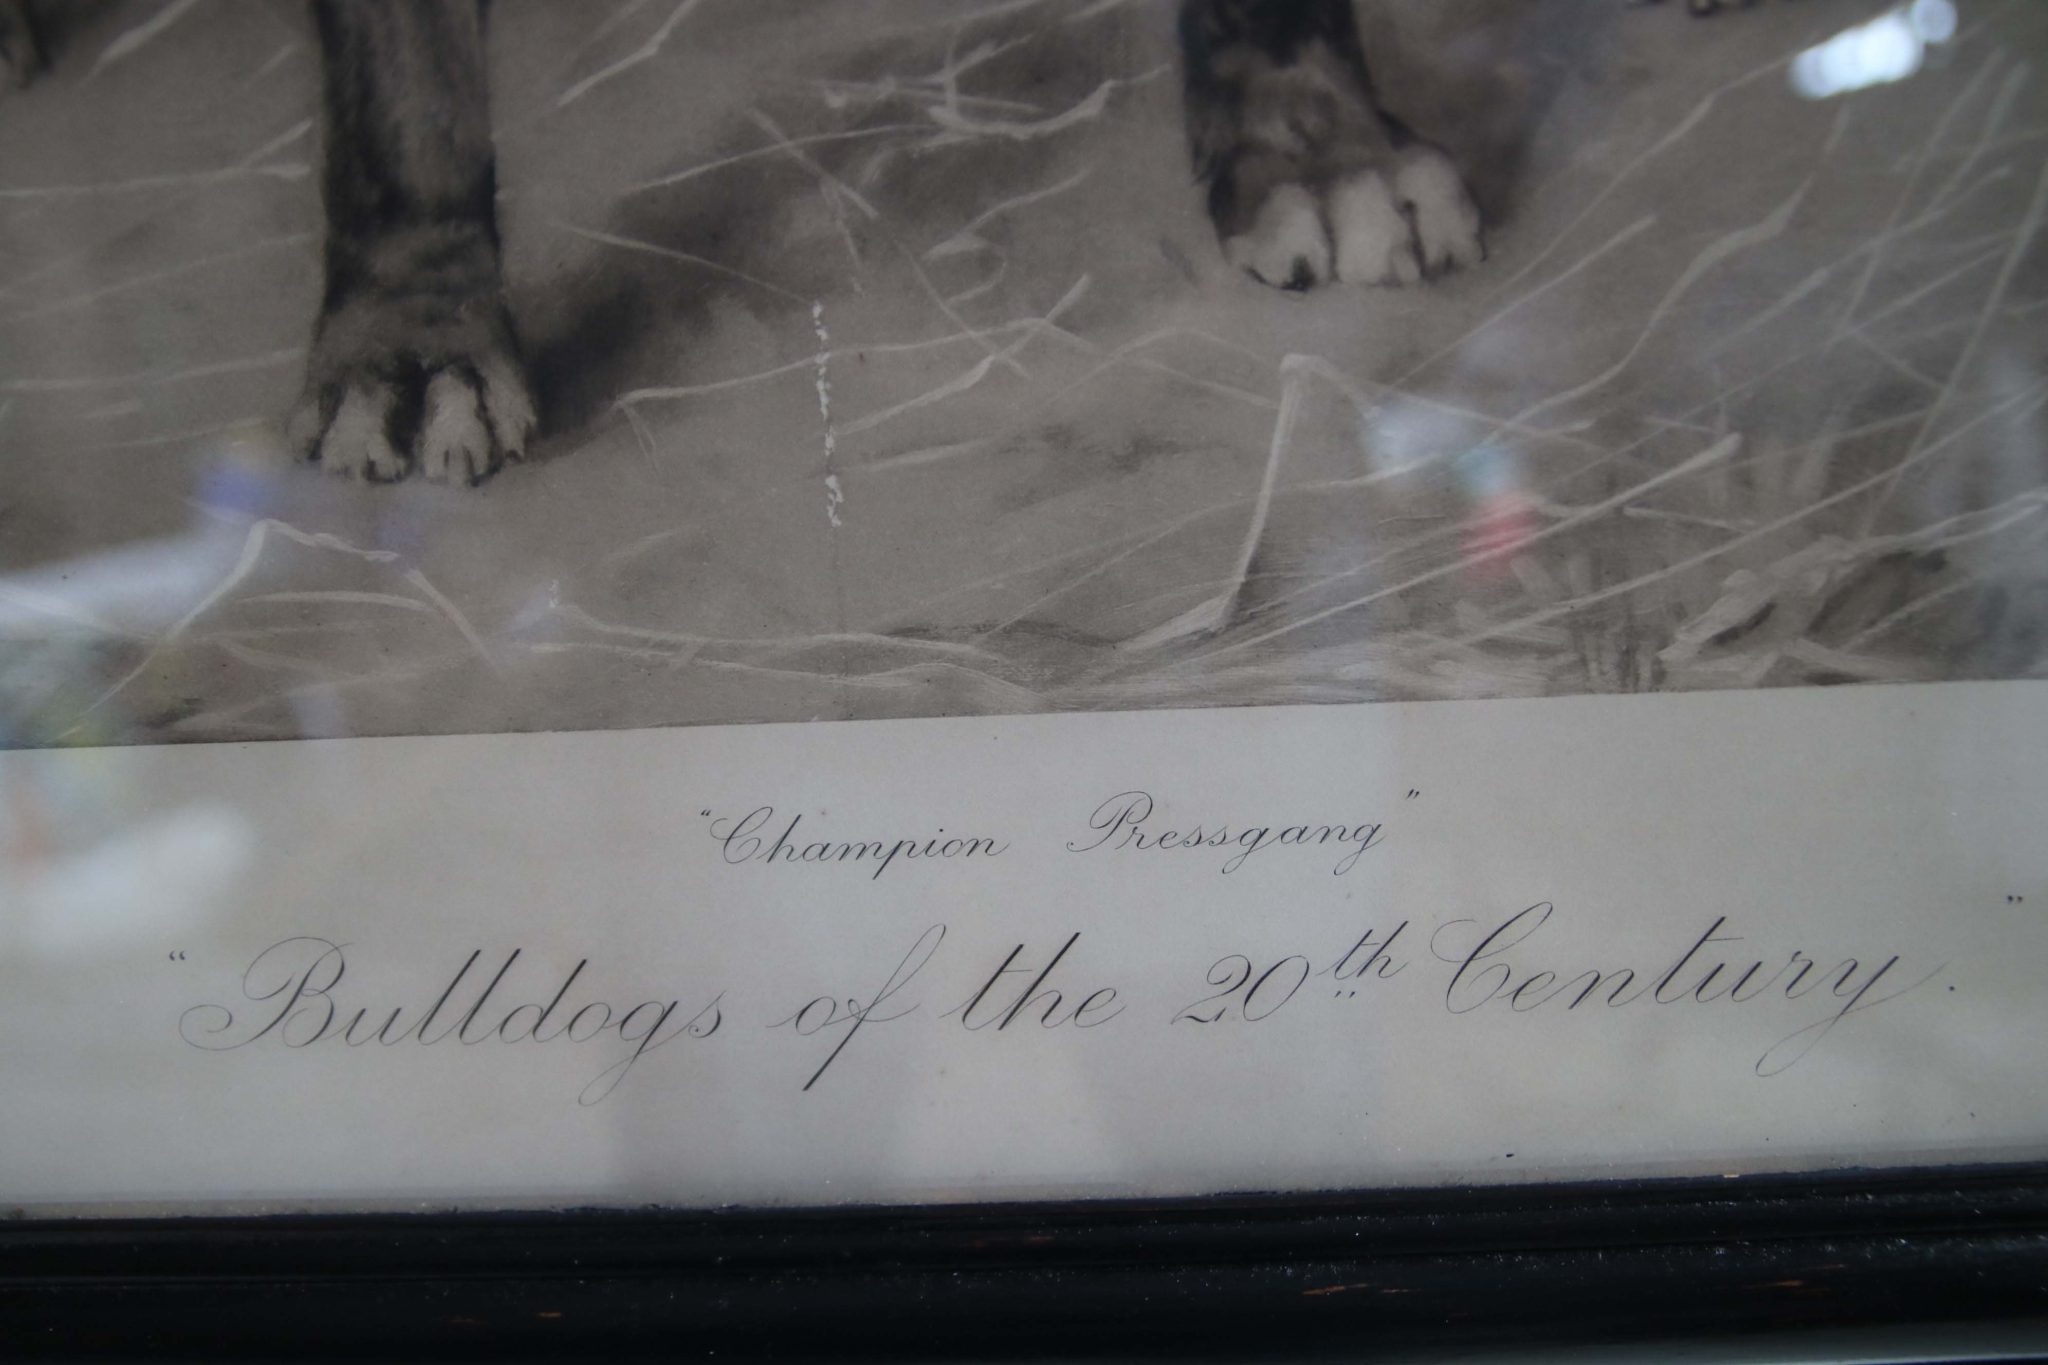 “Champion Pressgang”
“Bulldogs of the 20th Century.”